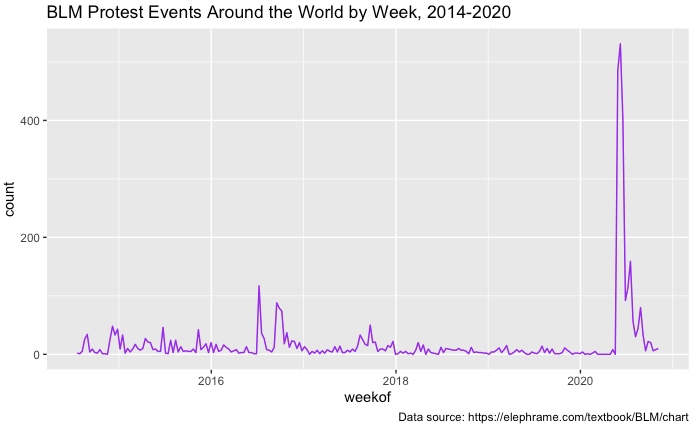 BLM Protest Events Around the World by Week, 2014-2020
count
400
200
0
2016
2018
2020
weekof
Data source: https://elephrame.com/textbook/BLM/chart